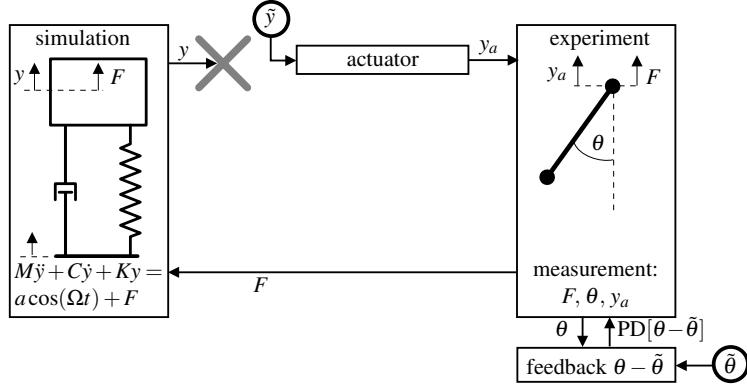 simulation
y
F
Mÿ + Cẏ + Ky =
a cos(Ωt) + F
y
ỹ
actuator
y_a
experiment
y_a
F
θ
measurement:
F, θ, y_a
F
θ
PD[θ − θ̃]
feedback θ − θ̃
θ̃